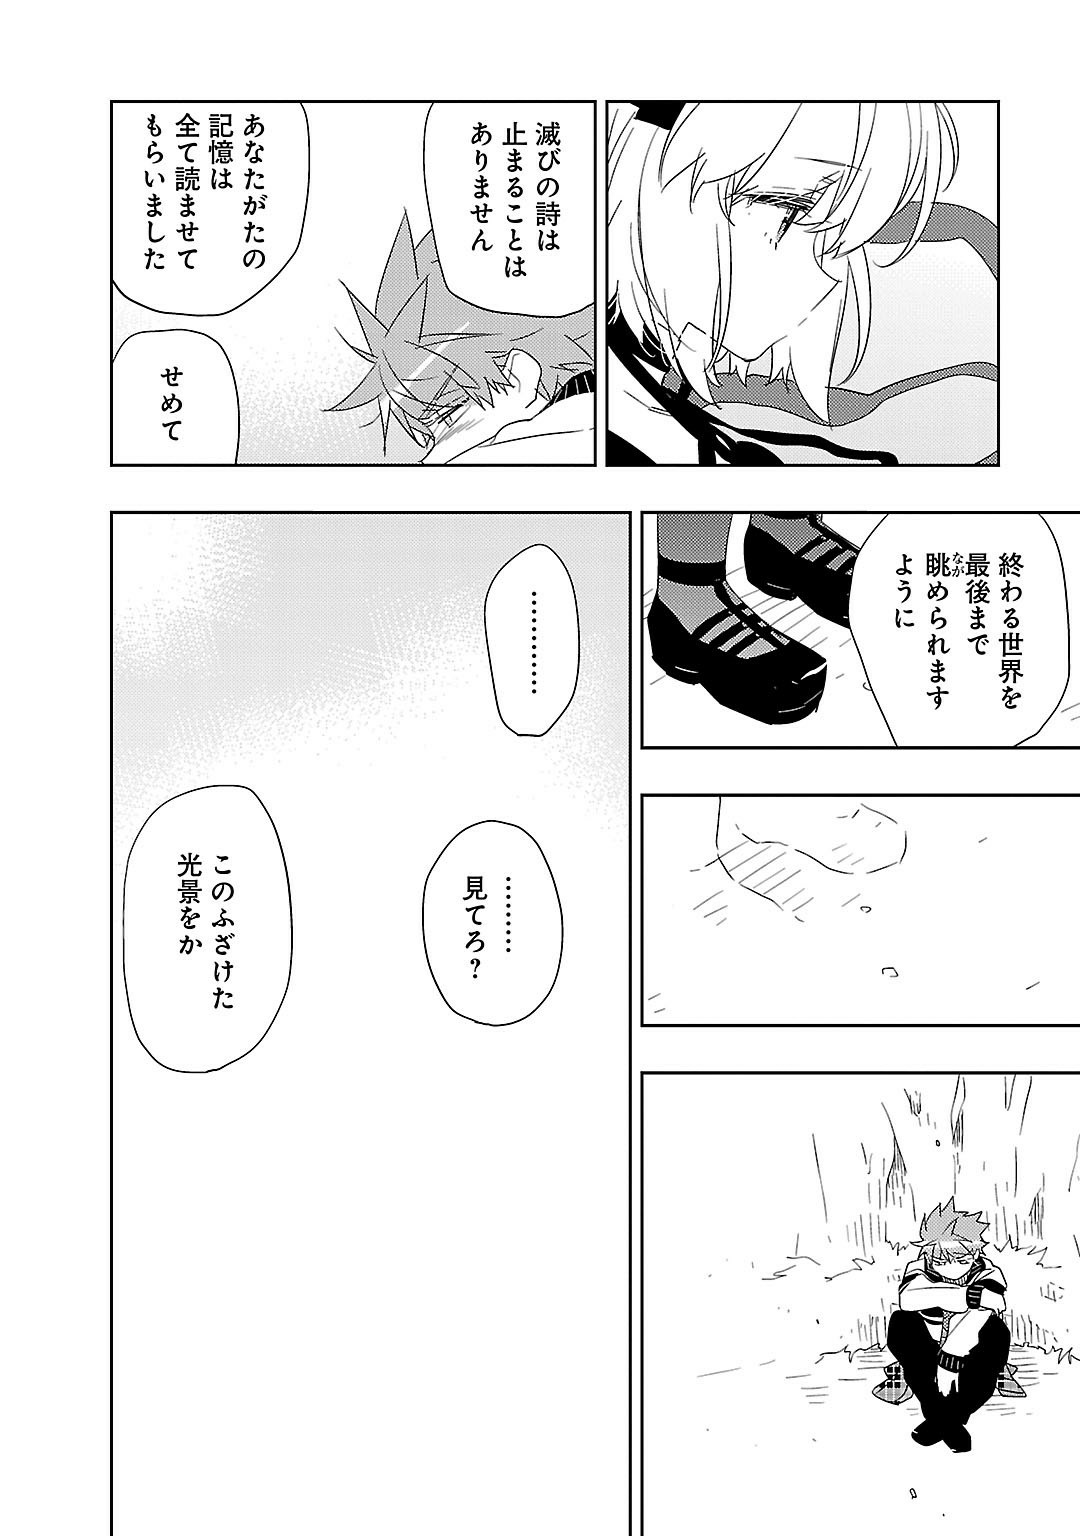 滅びの詩は
止まることは
ありません
あなたがたの
記憶は
全て読ませて
もらいました
せめて
終わる世界を
最後まで
眺められます
なが
ように
…………
………
見てろ?
このふざけた
光景をか